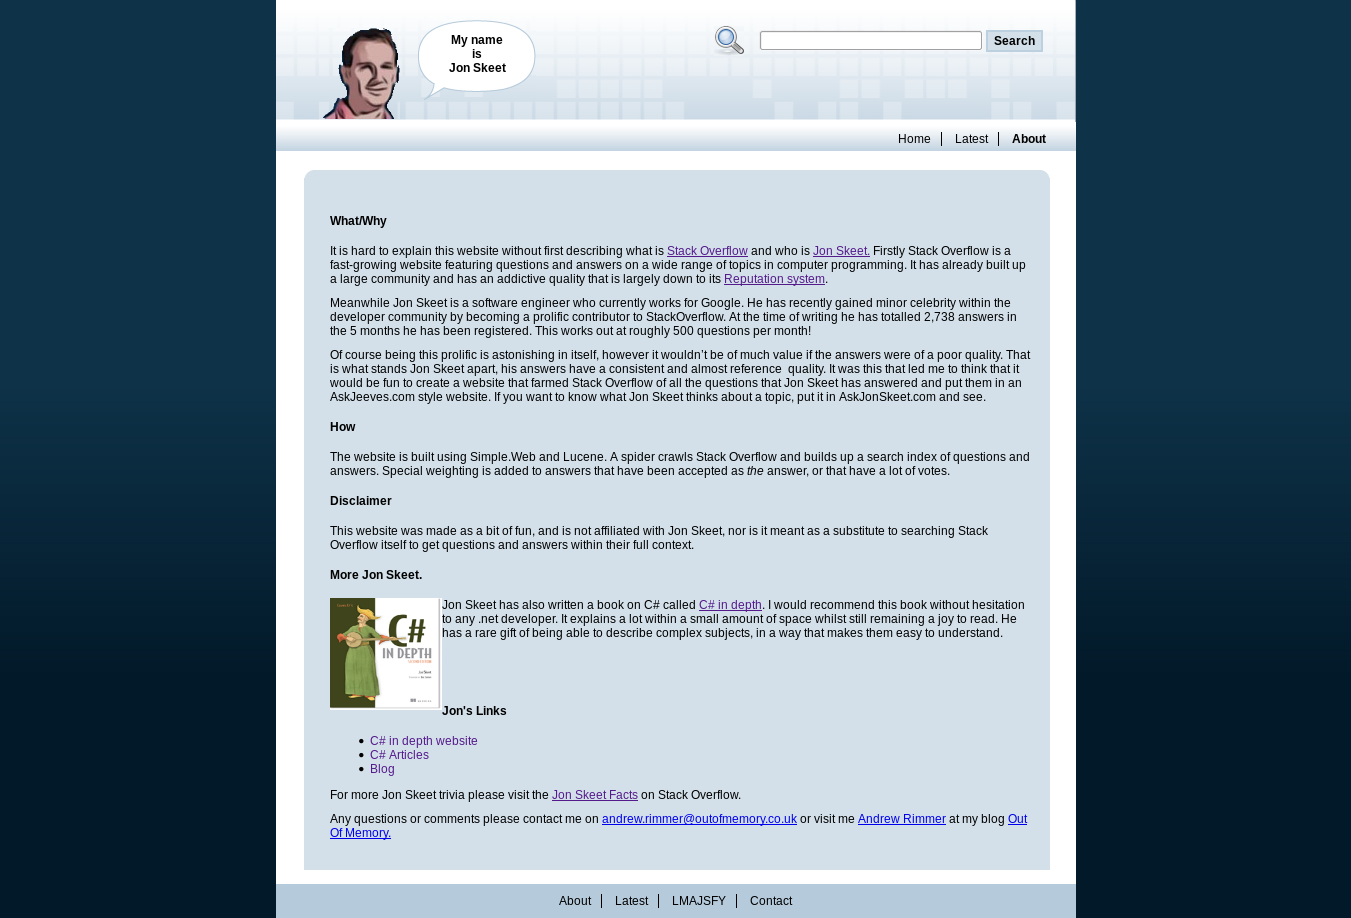 My name
is
Jon Skeet
Search
Home
Latest
About
What/Why
It is hard to explain this website without first describing what is Stack Overflow and who is Jon Skeet. Firstly Stack Overflow is a
fast-growing website featuring questions and answers on a wide range of topics in computer programming. It has already built up
a large community and has an addictive quality that is largely down to its Reputation system.
Meanwhile Jon Skeet is a software engineer who currently works for Google. He has recently gained minor celebrity within the
developer community by becoming a prolific contributor to StackOverflow. At the time of writing he has totalled 2,738 answers in
the 5 months he has been registered. This works out at roughly 500 questions per month!
Of course being this prolific is astonishing in itself, however it wouldn't be of much value if the answers were of a poor quality. That
is what stands Jon Skeet apart, his answers have a consistent and almost reference  quality. It was this that led me to think that it
would be fun to create a website that farmed Stack Overflow of all the questions that Jon Skeet has answered and put them in an
AskJeeves.com style website. If you want to know what Jon Skeet thinks about a topic, put it in AskJonSkeet.com and see.
How
The website is built using Simple.Web and Lucene. A spider crawls Stack Overflow and builds up a search index of questions and
answers. Special weighting is added to answers that have been accepted as the answer, or that have a lot of votes.
Disclaimer
This website was made as a bit of fun, and is not affiliated with Jon Skeet, nor is it meant as a substitute to searching Stack
Overflow itself to get questions and answers within their full context.
More Jon Skeet.
C#
IN DEPTH
Jon Skeet has also written a book on C# called C# in depth. I would recommend this book without hesitation
to any .net developer. It explains a lot within a small amount of space whilst still remaining a joy to read. He
has a rare gift of being able to describe complex subjects, in a way that makes them easy to understand.
Jon's Links
C# in depth website
C# Articles
Blog
For more Jon Skeet trivia please visit the Jon Skeet Facts on Stack Overflow.
Any questions or comments please contact me on andrew.rimmer@outofmemory.co.uk or visit me Andrew Rimmer at my blog Out
Of Memory.
About
Latest
LMAJSFY
Contact